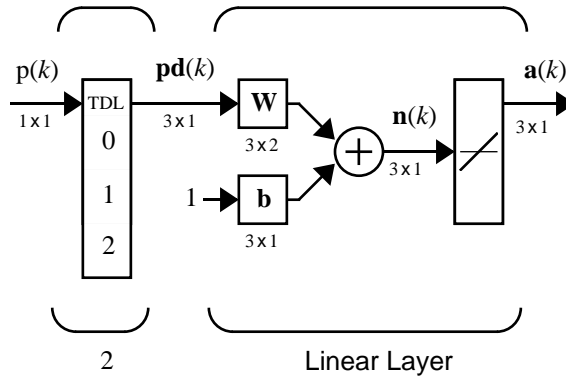 p(k)
1 x 1
TDL
0
1
2
pd(k)
3 x 1
W
3 x 2
1
b
3 x 1
n(k)
3 x 1
a(k)
3 x 1
2
Linear Layer